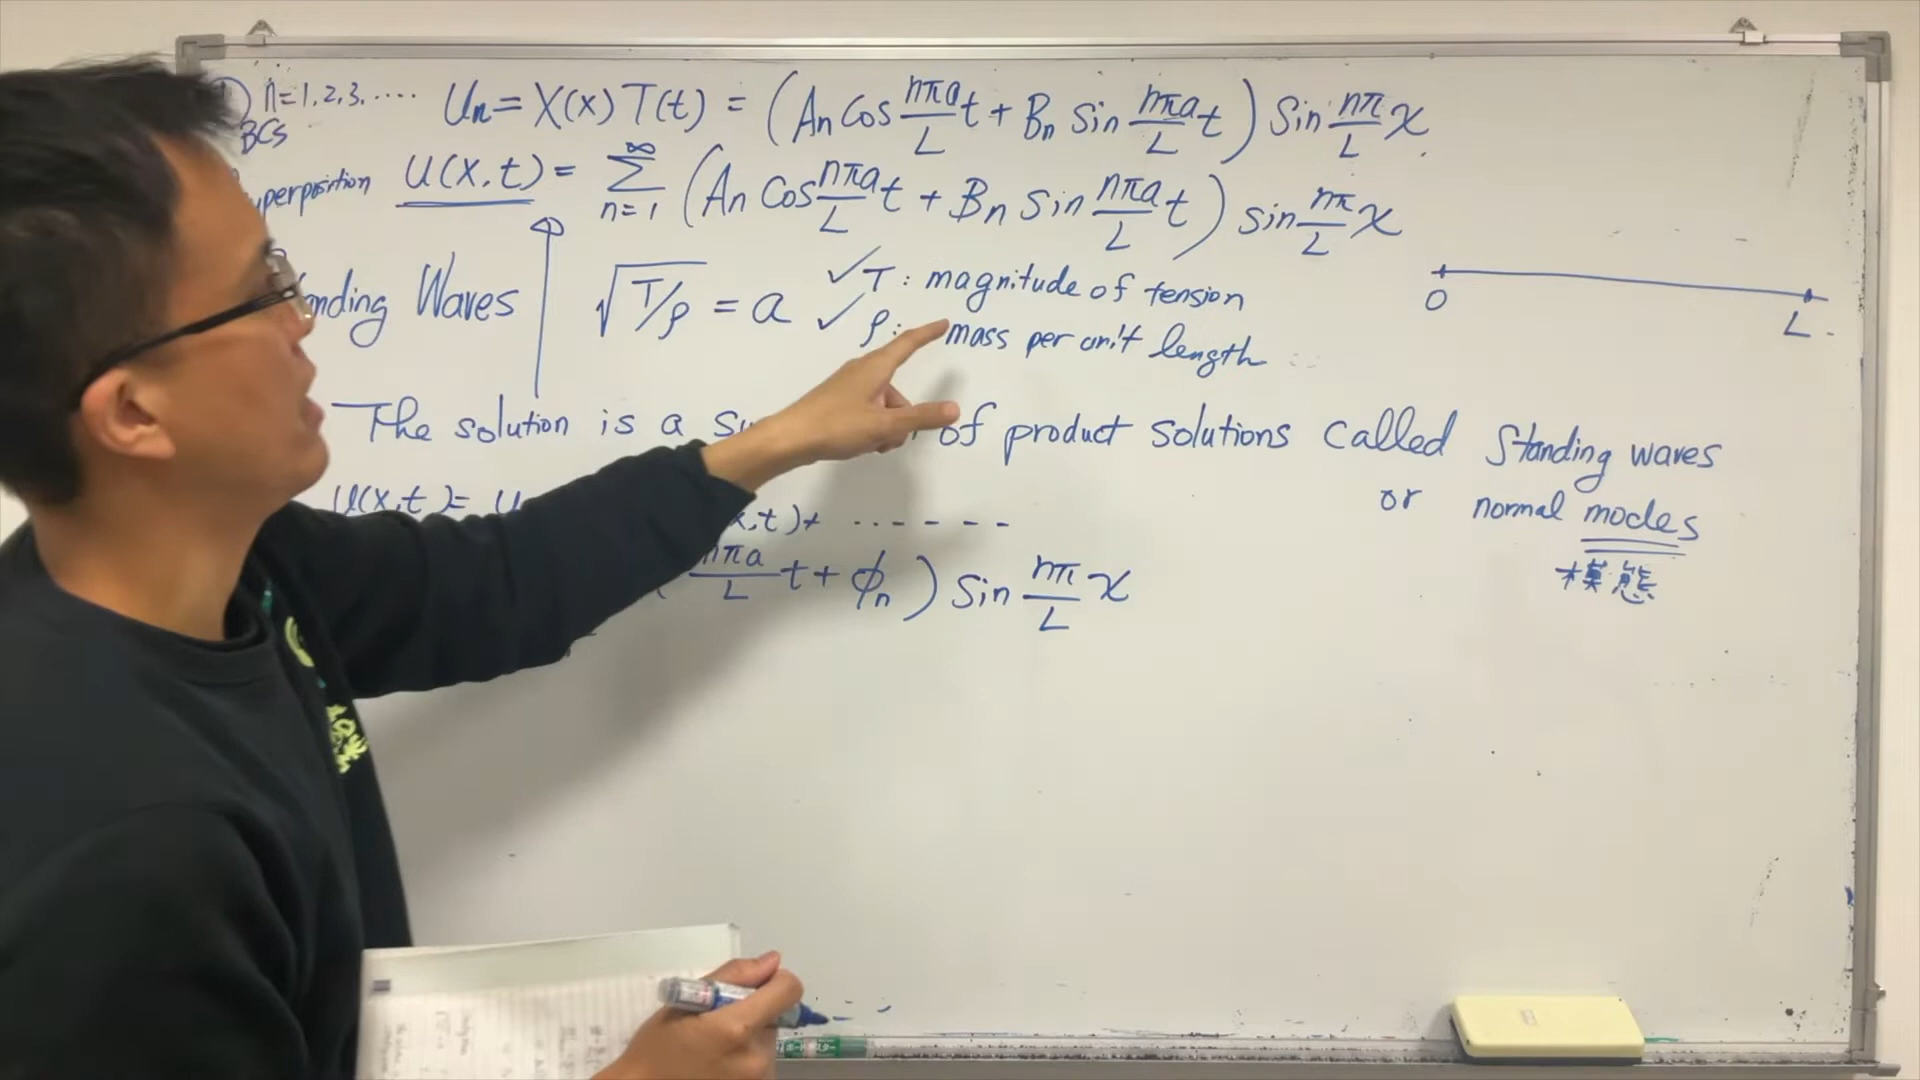 n=1,2,3,..... Un = X(x) T(t) = (An Cos nπa/L t + Bn Sin nπa/L t) Sin nπ/L x.
BCs
uperposition U(x,t) = ∞ Σ n=1 (An Cos nπa/L t + Bn Sin nπa/L t) sin nπ/L x
nding Waves √T/ρ = a ✓ T: magnitude of tension
✓ ρ: mass per unit length
0 L
The solution is a su of product solutions called Standing waves
or normal modes
模態
U(x,t)= u x,t)+ ------
nπa/L t + ϕn) Sin nπ/L x